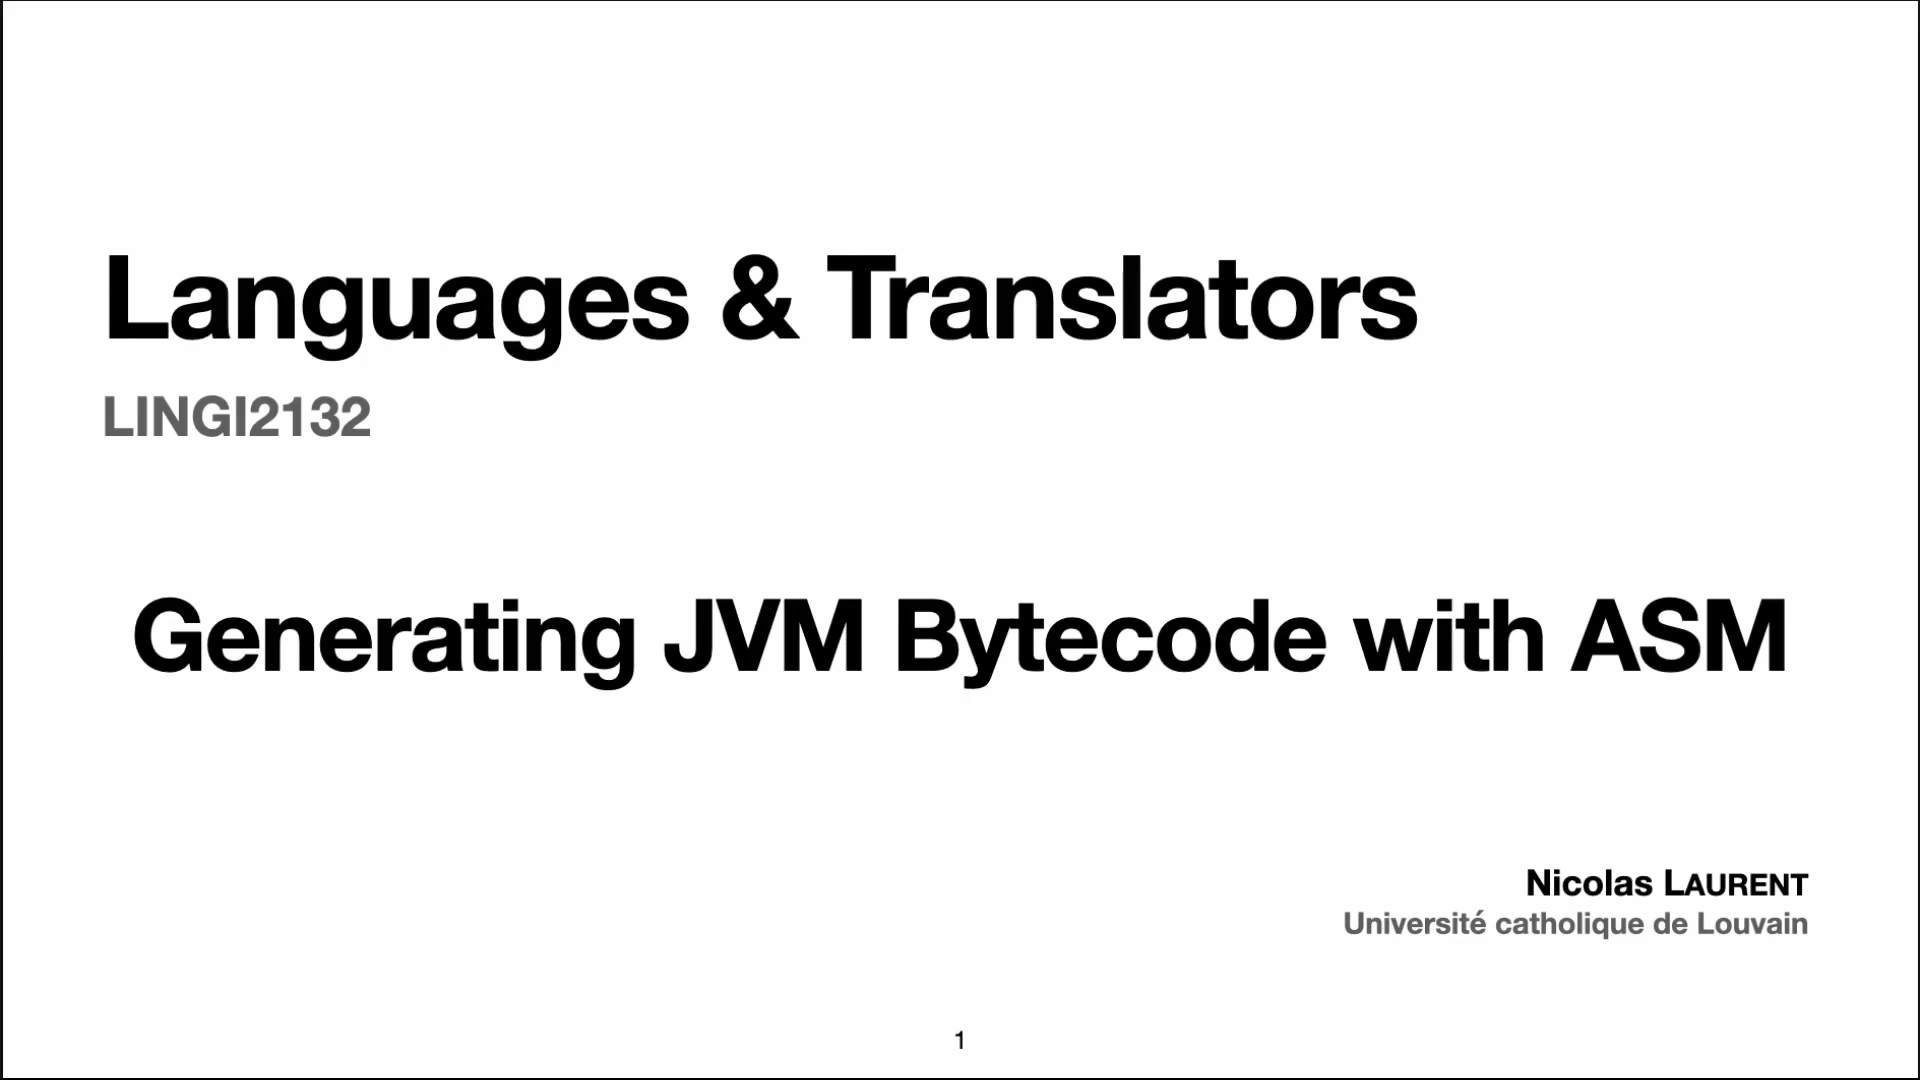 Languages & Translators
LINGI2132
Generating JVM Bytecode with ASM
Nicolas LAURENT
Université catholique de Louvain
1